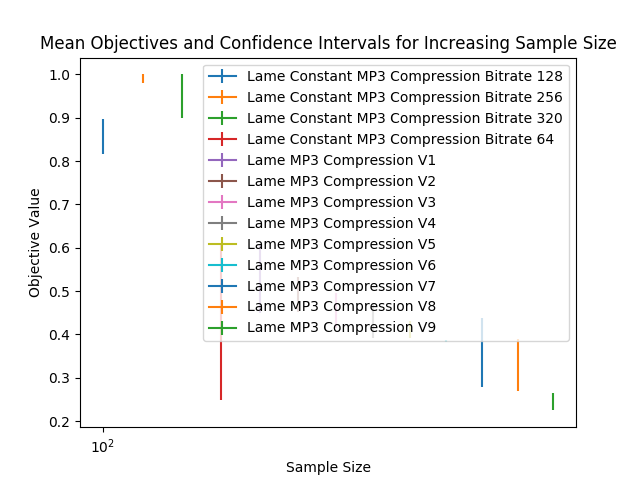 Mean Objectives and Confidence Intervals for Increasing Sample Size
1.0
0.9
0.8
0.7
0.6
0.5
0.4
0.3
0.2
Objective Value
Lame Constant MP3 Compression Bitrate 128
Lame Constant MP3 Compression Bitrate 256
Lame Constant MP3 Compression Bitrate 320
Lame Constant MP3 Compression Bitrate 64
Lame MP3 Compression V1
Lame MP3 Compression V2
Lame MP3 Compression V3
Lame MP3 Compression V4
Lame MP3 Compression V5
Lame MP3 Compression V6
Lame MP3 Compression V7
Lame MP3 Compression V8
Lame MP3 Compression V9
10²
Sample Size